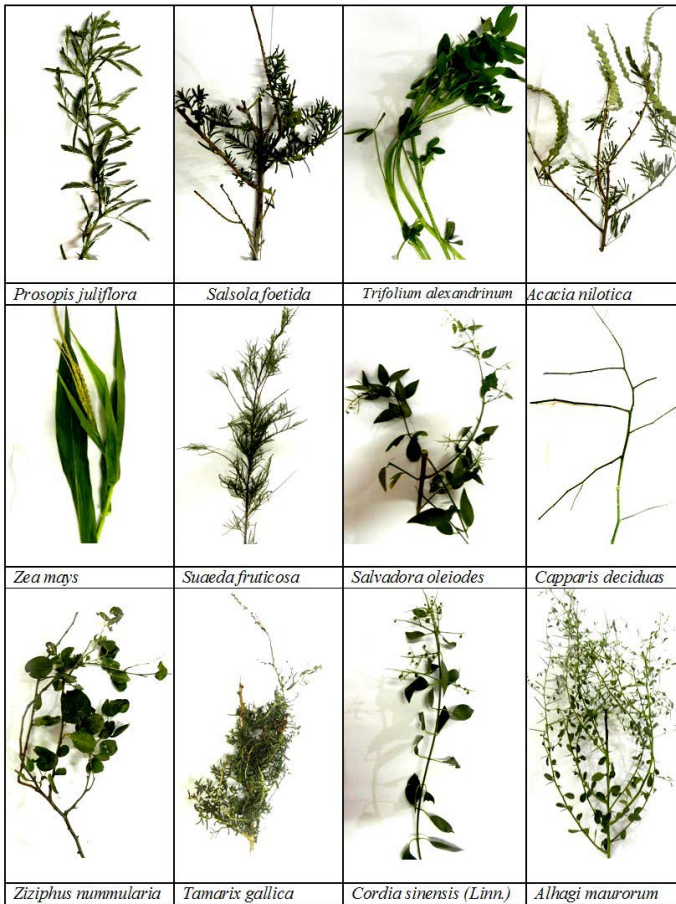 Prosopis juliflora
Salsola foetida
Trifolium alexandrinum
Acacia nilotica
Zea mays
Suaeda fruticosa
Salvadora oleiodes
Capparis deciduas
Ziziphus nummularia
Tamarix gallica
Cordia sinensis (Linn.)
Alhagi maurorum